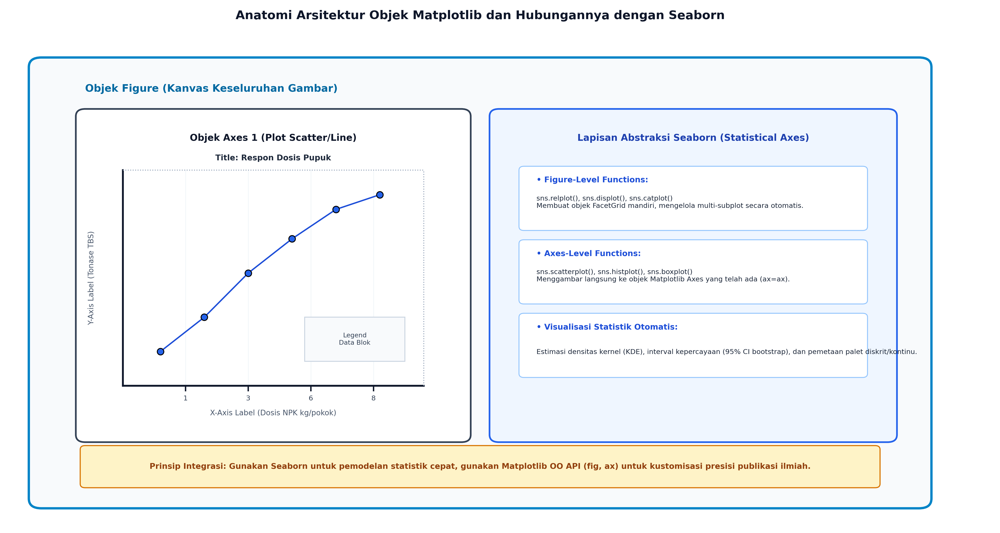 Anatomi Arsitektur Objek Matplotlib dan Hubungannya dengan Seaborn
Objek Figure (Kanvas Keseluruhan Gambar)
Objek Axes 1 (Plot Scatter/Line)
Title: Respon Dosis Pupuk
Y-Axis Label (Tonase TBS)
Legend
Data Blok
1 3 6 8
X-Axis Label (Dosis NPK kg/pokok)
Lapisan Abstraksi Seaborn (Statistical Axes)
• Figure-Level Functions:
sns.relplot(), sns.displot(), sns.catplot()
Membuat objek FacetGrid mandiri, mengelola multi-subplot secara otomatis.
• Axes-Level Functions:
sns.scatterplot(), sns.histplot(), sns.boxplot()
Menggambar langsung ke objek Matplotlib Axes yang telah ada (ax=ax).
• Visualisasi Statistik Otomatis:
Estimasi densitas kernel (KDE), interval kepercayaan (95% CI bootstrap), dan pemetaan palet diskrit/kontinu.
Prinsip Integrasi: Gunakan Seaborn untuk pemodelan statistik cepat, gunakan Matplotlib OO API (fig, ax) untuk kustomisasi presisi publikasi ilmiah.